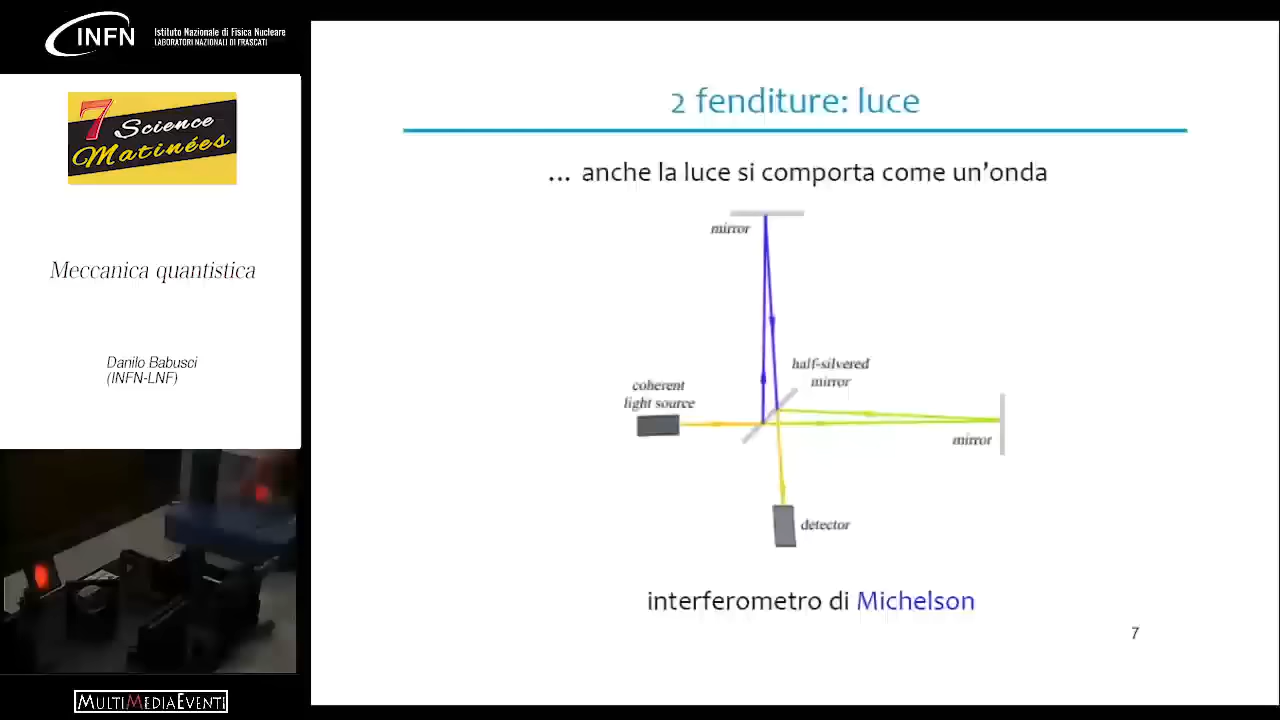 INFN
Istituto Nazionale di Fisica Nucleare
LABORATORI NAZIONALI DI FRASCATI
7
Science
Matinées
Meccanica quantistica
Danilo Babusci
(INFN-LNF)
MULTIMEDIAEVENTI
2 fenditure: luce
... anche la luce si comporta come un'onda
mirror
half-silvered
mirror
coherent
light source
mirror
detector
interferometro di Michelson
7